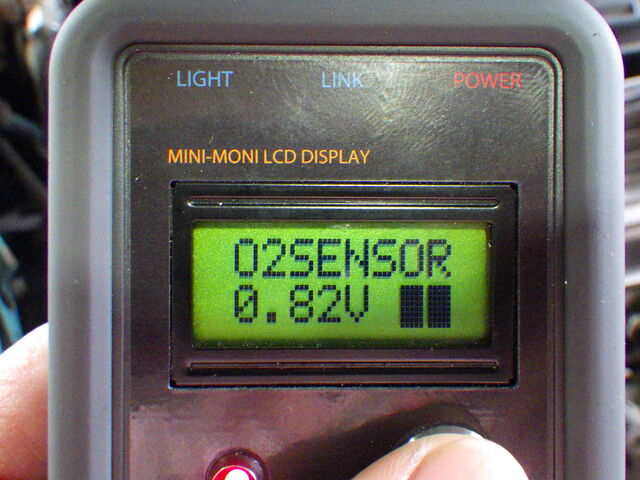 LIGHT LINK POWER
MINI-MONI LCD DISPLAY
O2SENSOR
0.82V